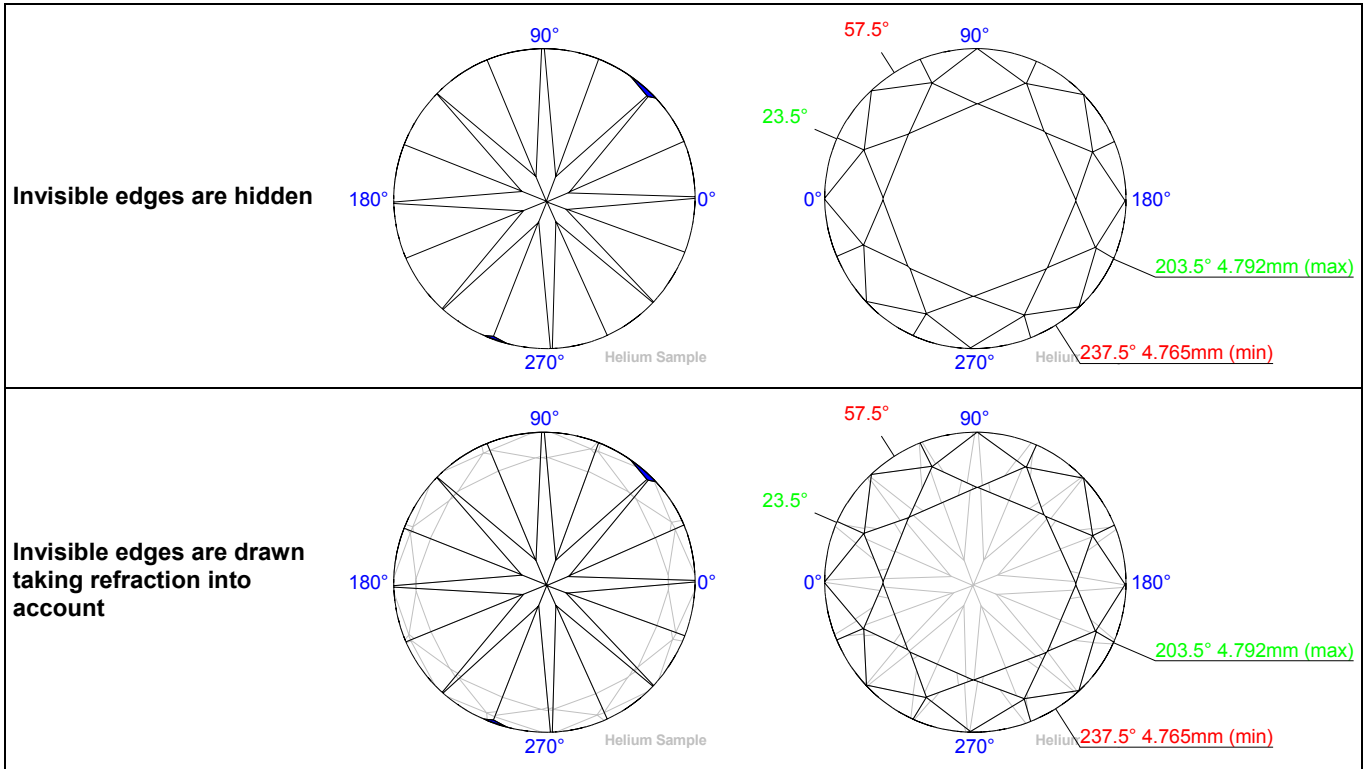 Invisible edges are hidden
90°
180°
0°
270°
Helium Sample
57.5°
90°
23.5°
0°
180°
203.5° 4.792mm (max)
237.5° 4.765mm (min)
270°
Invisible edges are drawn
taking refraction into
account
90°
180°
0°
270°
Helium Sample
57.5°
90°
23.5°
0°
180°
203.5° 4.792mm (max)
237.5° 4.765mm (min)
270°